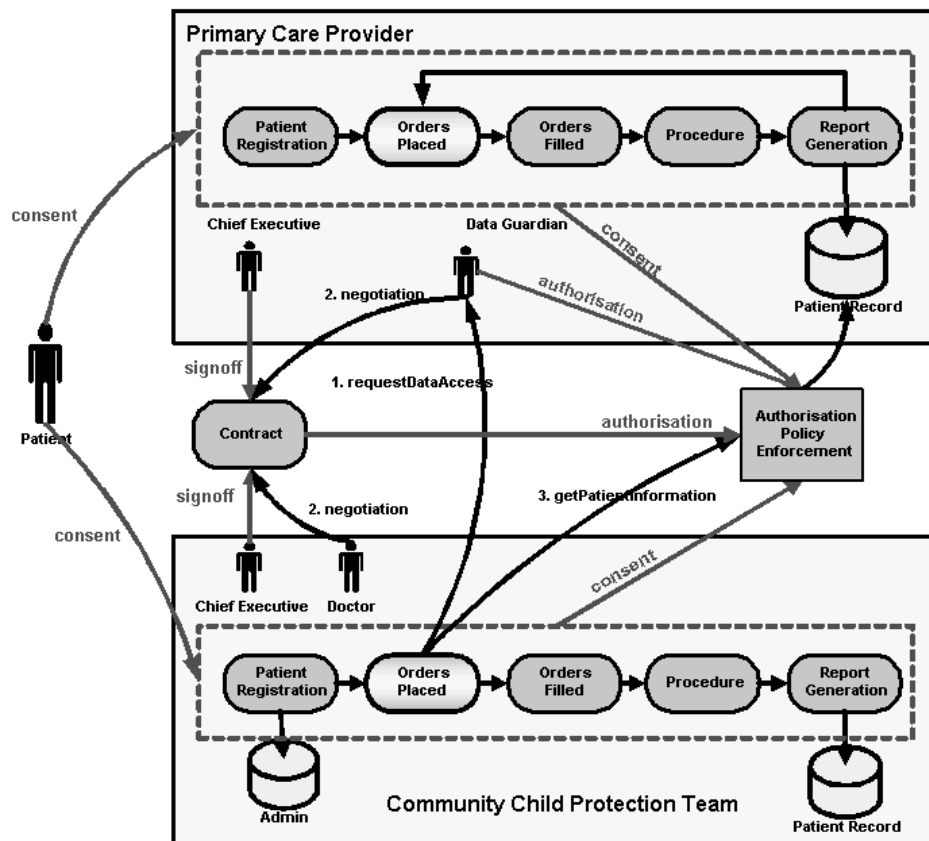 Primary Care Provider
Patient
Registration
Orders
Placed
Orders
Filled
Procedure
Report
Generation
consent
Chief Executive
Data Guardian
consent
2. negotiation
authorisation
Patient Record
signoff
1. requestDataAccess
Patient
Contract
authorisation
Authorisation
Policy
Enforcement
signoff
2. negotiation
3. getPatientInformation
consent
consent
Chief Executive
Doctor
Patient
Registration
Orders
Placed
Orders
Filled
Procedure
Report
Generation
Admin
Community Child Protection Team
Patient Record